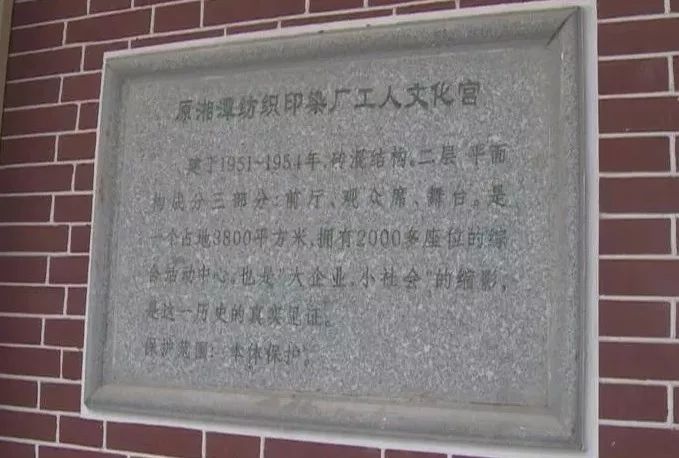 原湘潭纺织印染厂工人文化宫
建于1951-1954年,砖混结构。二层 平面
构成分三部分:前厅、观众席、舞台。是
一个占地3800平方米,拥有2000多座位的综
合活动中心。也是"大企业,小社会"的缩影,
是这一历史的真实见证。
保护范围:本体保护。